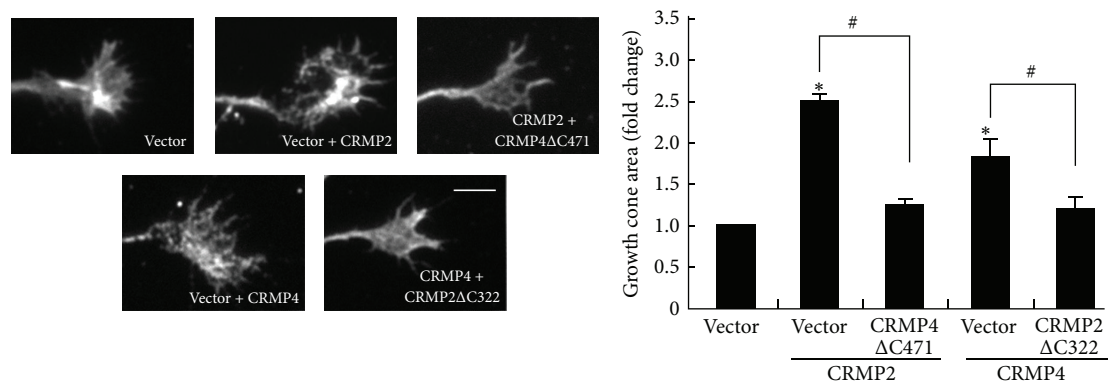 Vector
Vector + CRMP2
CRMP2 +
CRMP4ΔC471
Vector + CRMP4
CRMP4 +
CRMP2ΔC322
Growth cone area (fold change)
3.5
3.0
2.5
2.0
1.5
1.0
0.5
0
#
#
*
*
Vector
Vector
CRMP4
ΔC471
Vector
CRMP2
ΔC322
CRMP2
CRMP4